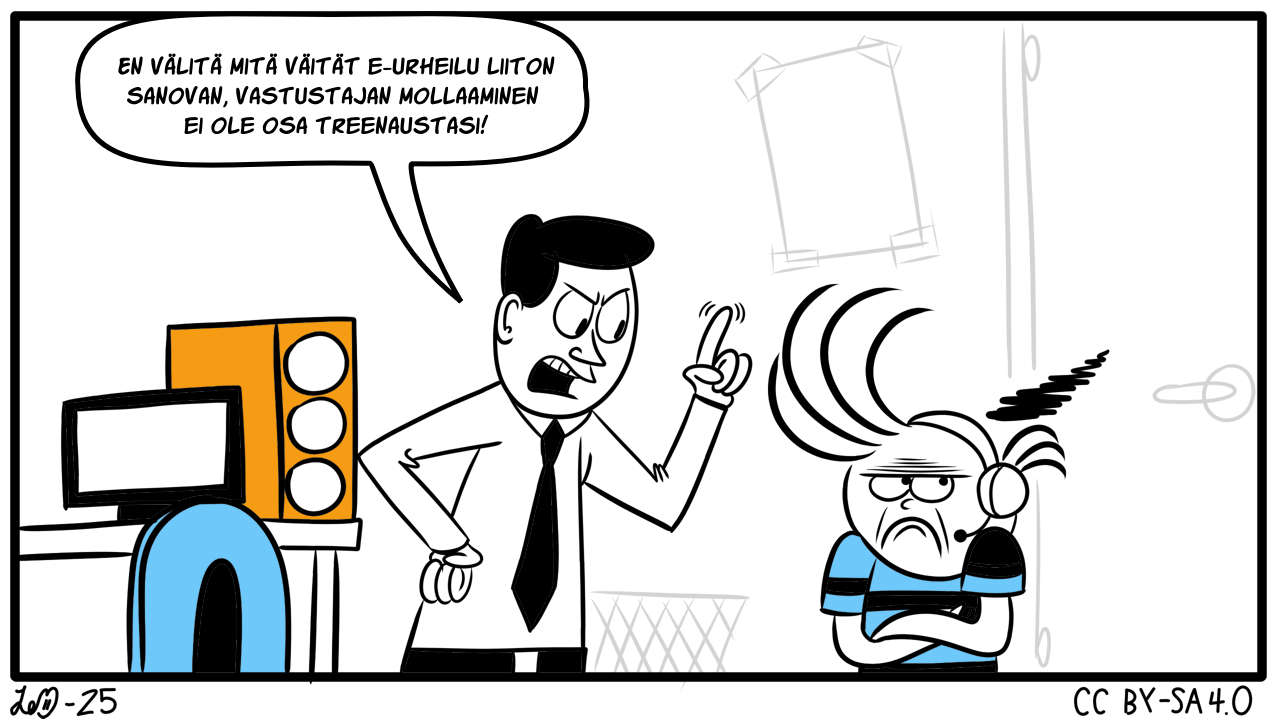 EN VÄLITÄ MITÄ VÄITÄT E-URHEILU LIITON
SANOVAN, VASTUSTAJAN MOLLAAMINEN
EI OLE OSA TREENAUSTASI!
-25
CC BY-SA 4.0